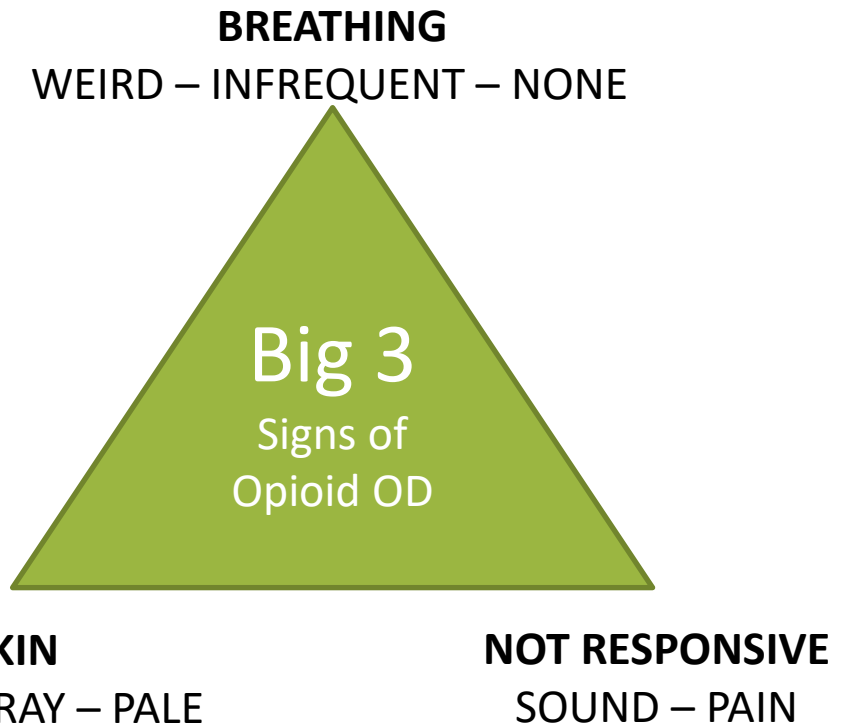 BREATHING
WEIRD – INFREQUENT – NONE
Big 3
Signs of
Opioid OD
KIN
RAY – PALE
NOT RESPONSIVE
SOUND – PAIN